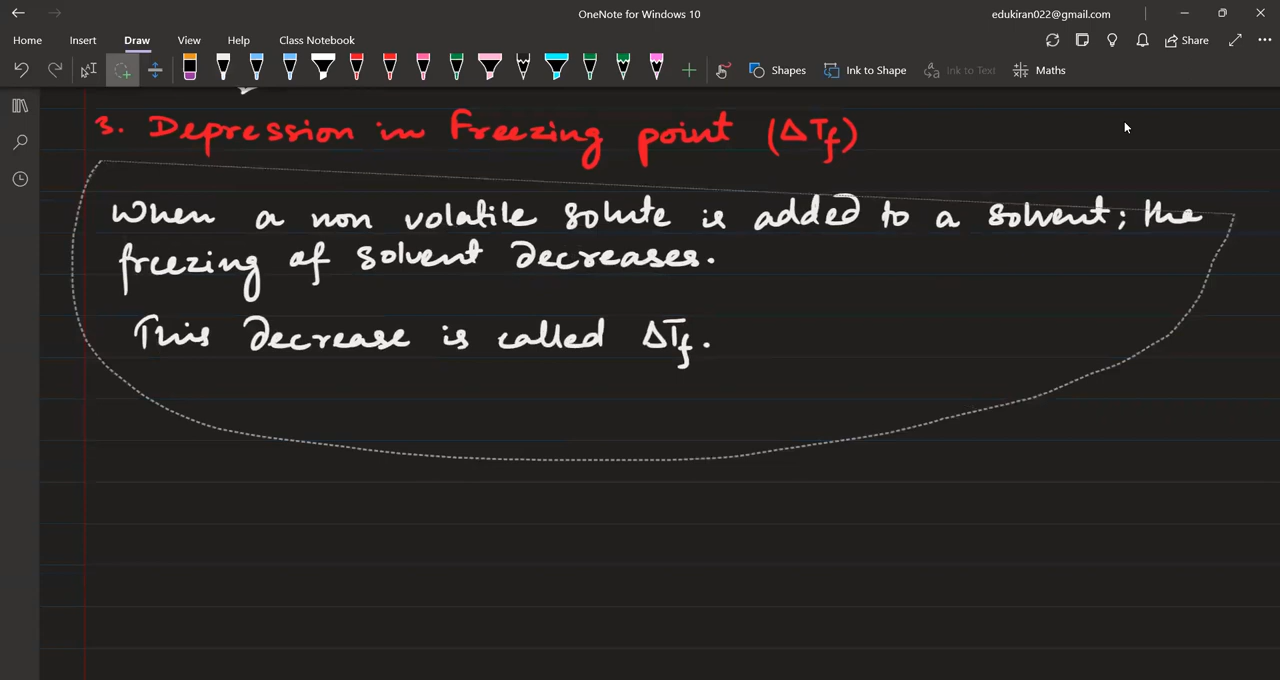 OneNote for Windows 10
edukiran022@gmail.com
Home Insert Draw View Help Class Notebook
Share
Shapes Ink to Shape Ink to Text Maths
3. Depression in freezing point (ΔTf)
When a non volatile solute is added to a solvent; the
freezing of solvent decreases.
This decrease is called ΔTf.